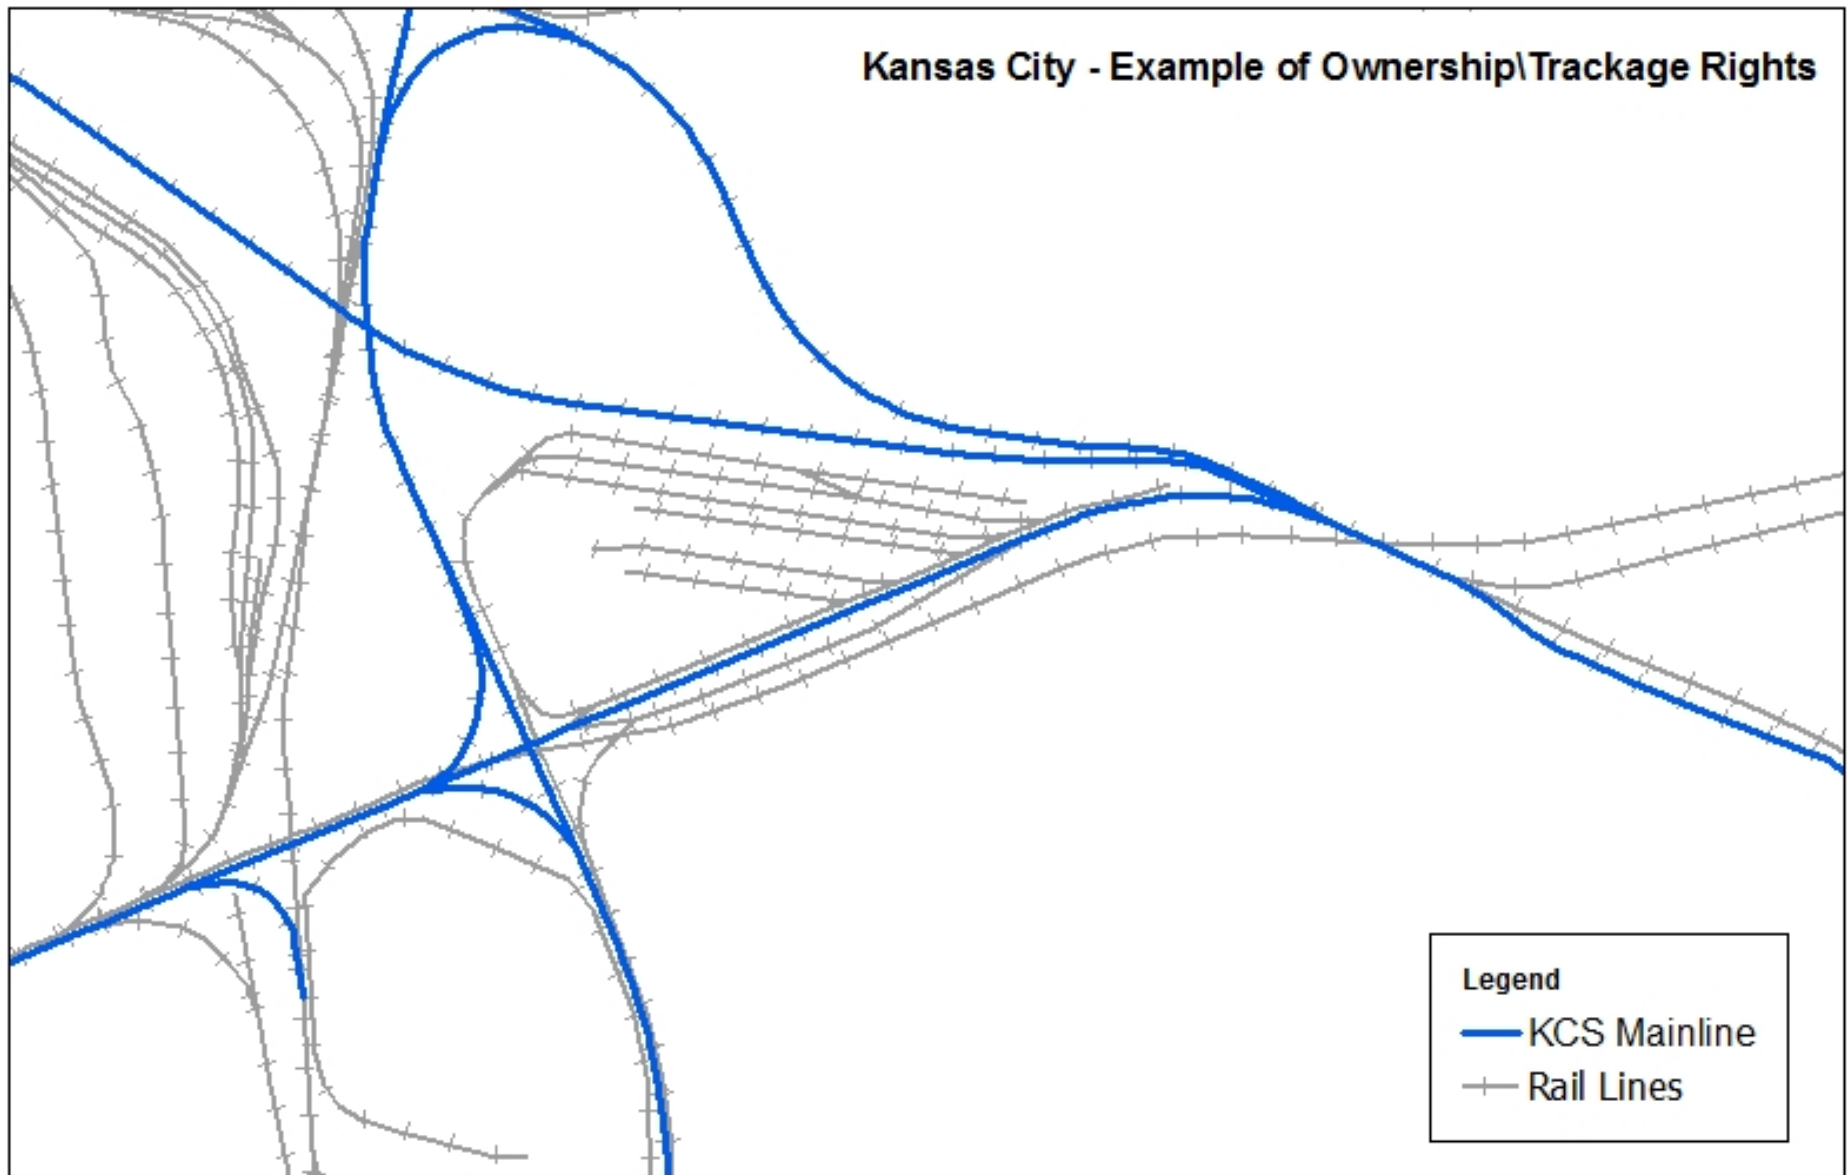 Kansas City - Example of Ownership\Trackage Rights
Legend
KCS Mainline
Rail Lines